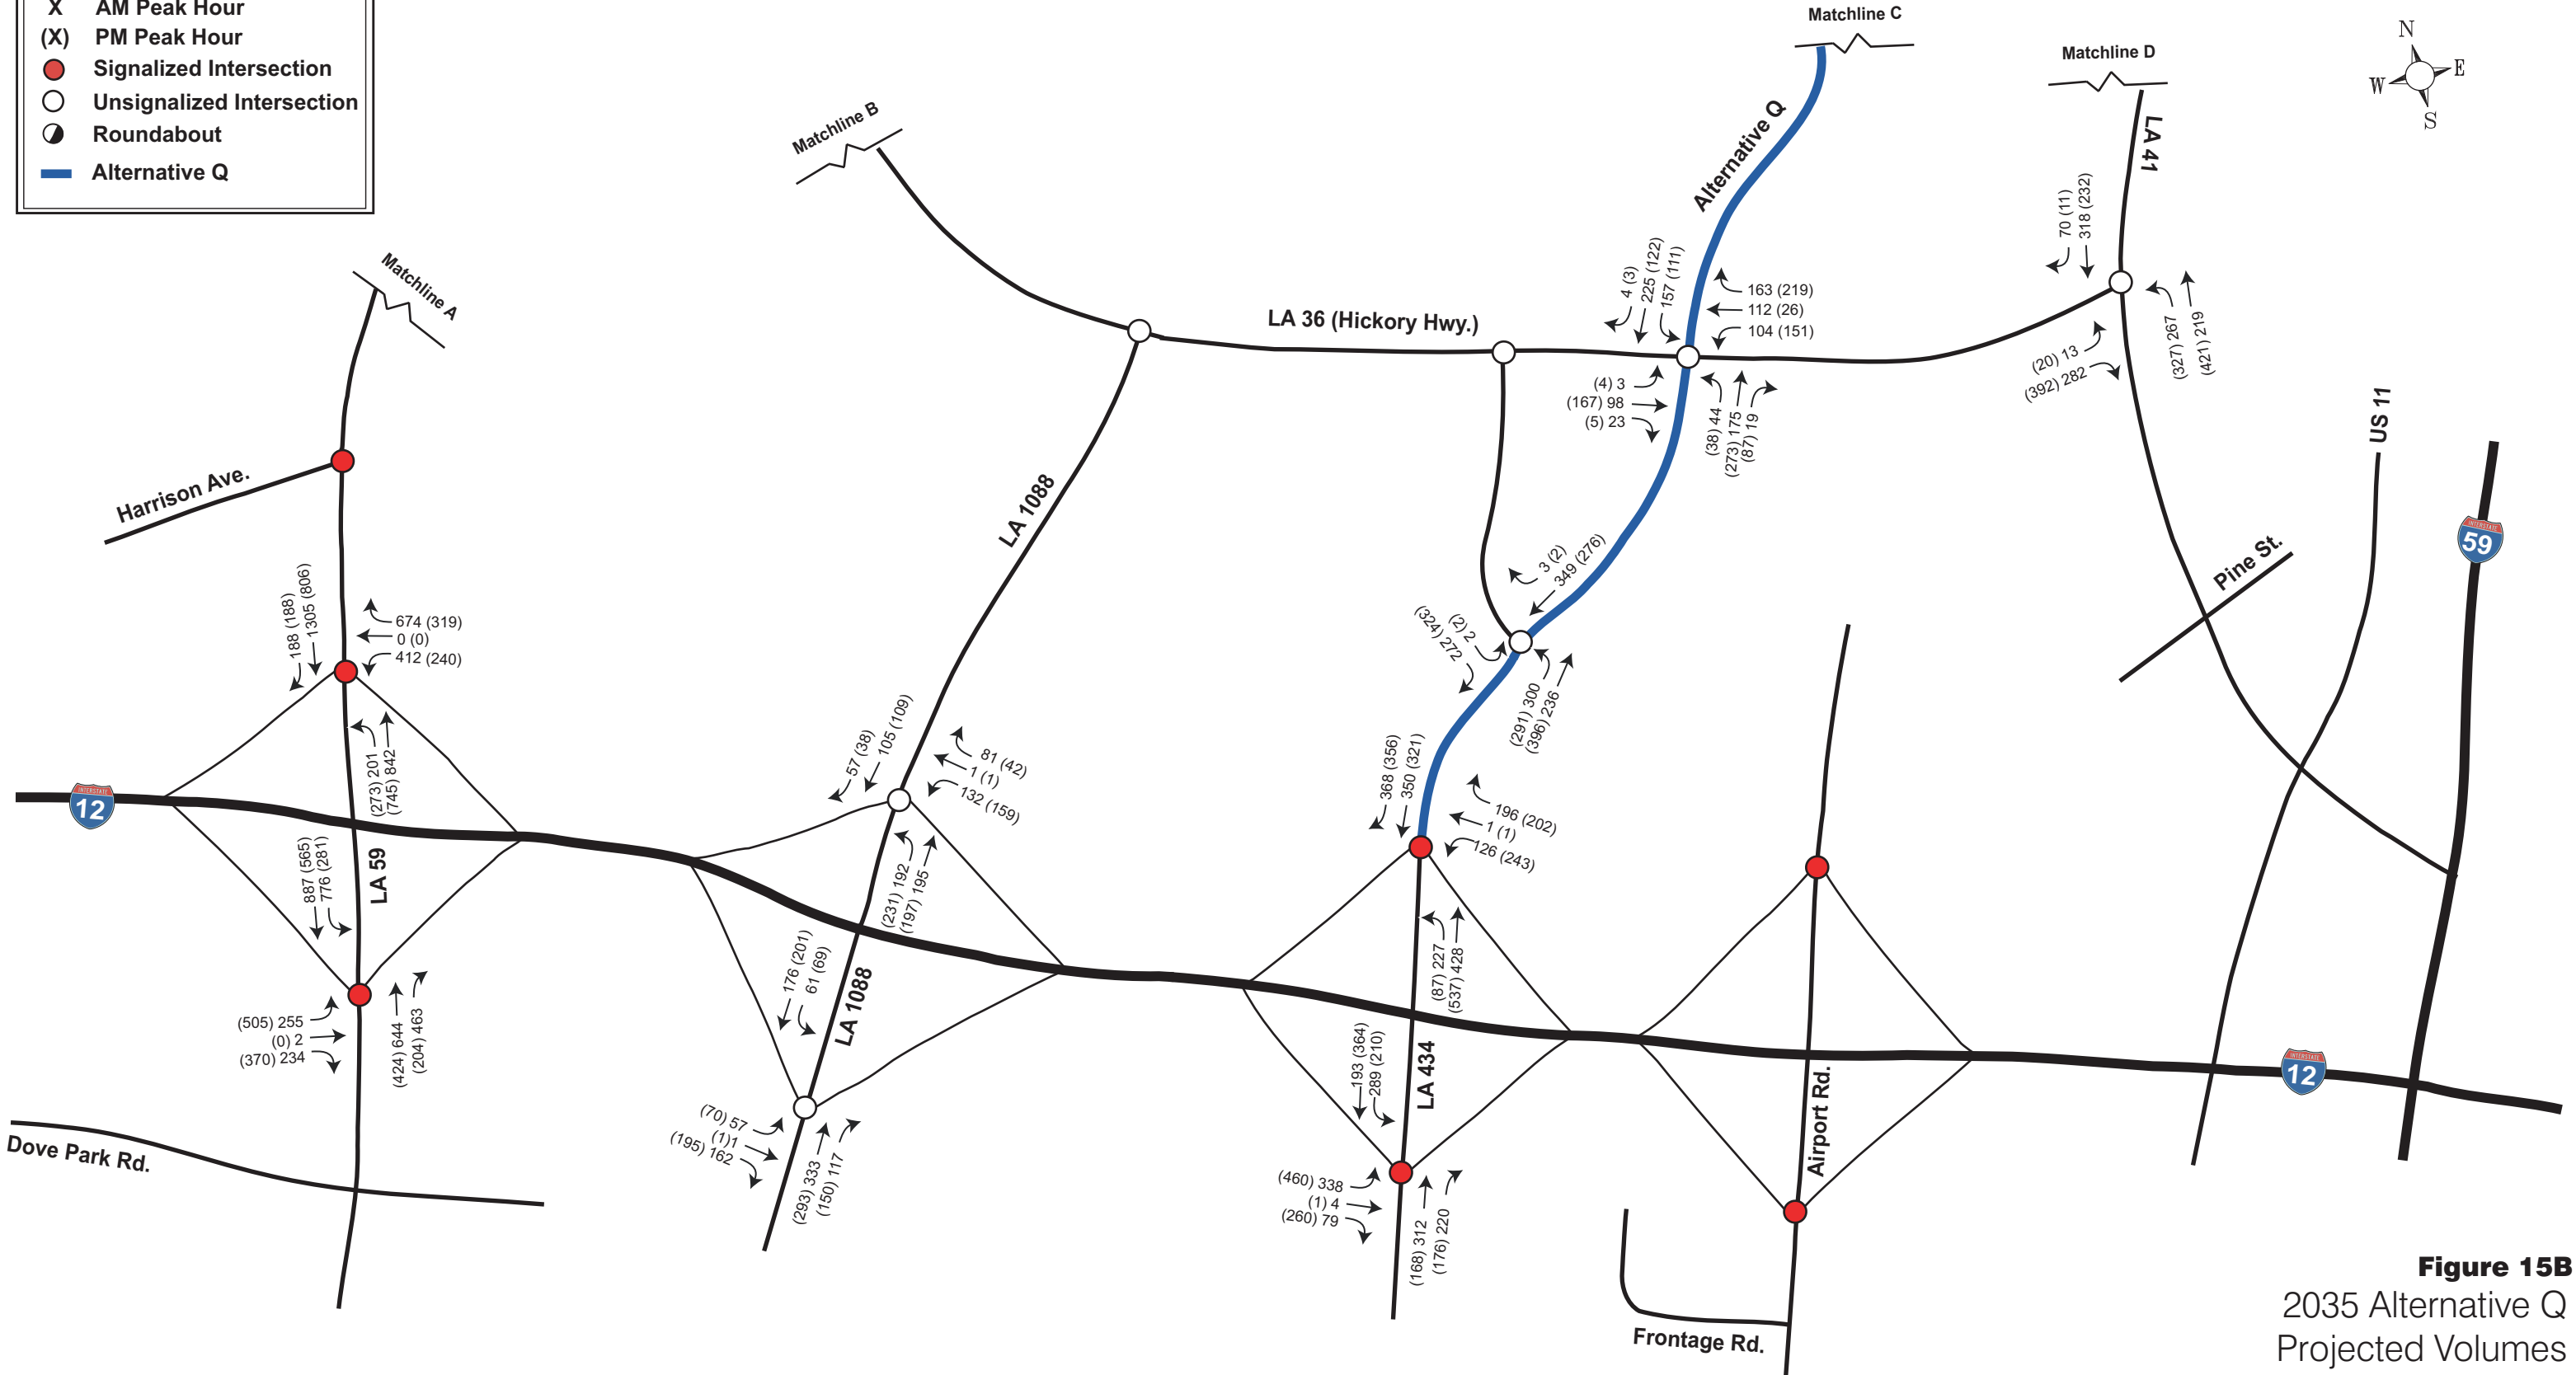 X AM Peak Hour
(X) PM Peak Hour
Signalized Intersection
Unsignalized Intersection
Roundabout
Alternative Q
Matchline A
Matchline B
Matchline C
Matchline D
N
W E
S
Alternative Q
LA 41
70 (11)
318 (232)
(327) 267
(421) 219
(20) 13
(392) 282
LA 36 (Hickory Hwy.)
4 (3)
225 (122)
157 (111)
163 (219)
112 (26)
104 (151)
(4) 3
(167) 98
(5) 23
(38) 44
(273) 175
(87) 19
US 11
INTERSTATE
59
Pine St.
Harrison Ave.
LA 1088
3 (2)
349 (276)
(2) 2
(324) 272
(291) 300
(396) 236
188 (188)
1305 (806)
674 (319)
0 (0)
412 (240)
(273) 201
(745) 842
INTERSTATE
12
887 (565)
776 (281)
LA 59
(505) 255
(0) 2
(370) 234
(424) 644
(204) 463
Dove Park Rd.
57 (38)
105 (109)
81 (42)
1 (1)
132 (159)
(231) 192
(197) 195
176 (201)
61 (69)
LA 1088
(70) 57
(1)1
(195) 162
(293) 333
(150) 117
368 (356)
350 (321)
196 (202)
1 (1)
126 (243)
(87) 227
(537) 428
193 (364)
289 (210)
LA 434
(460) 338
(1) 4
(260) 79
(168) 312
(176) 220
Airport Rd.
INTERSTATE
12
Frontage Rd.
Figure 15B
2035 Alternative Q
Projected Volumes